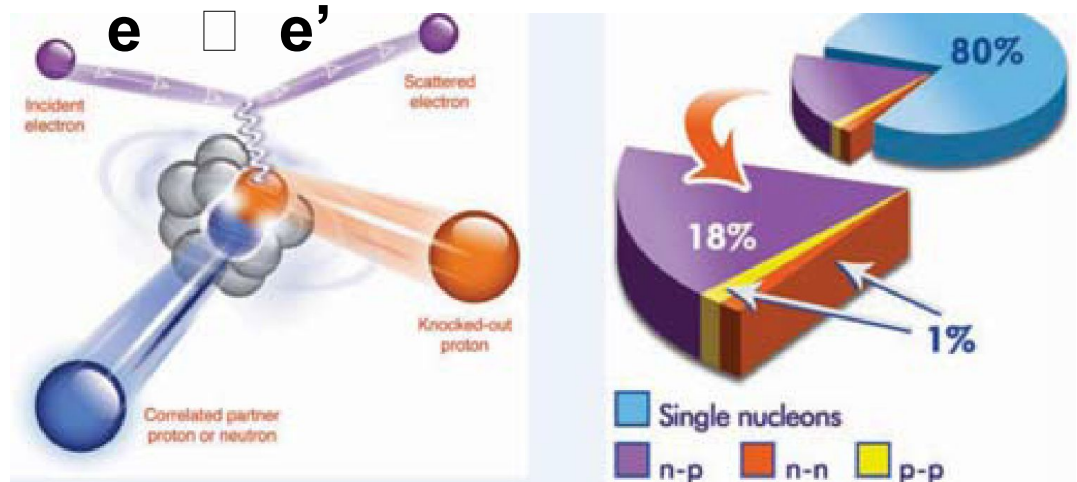 e □ e’
Incident
electron
Scattered
electron
Knocked-out
proton
Correlated partner
proton or neutron
80%
18%
1%
Single nucleons
n-p n-n p-p